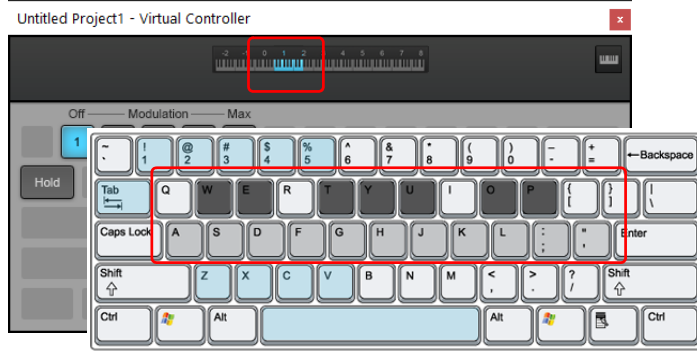 Untitled Project1 - Virtual Controller x
-2 -1 0 1 2 3 4 5 6 7 8
Off Modulation Max
1
Hold
~ ! @ # $ % ^ & * ( ) _ + ←Backspace
` 1 2 3 4 5 6 7 8 9 0 - =
Tab Q W E R T Y U I O P { } |
[ ] \
Caps Lock A S D F G H J K L : " Enter
; '
Shift Z X C V B N M < > ? Shift
, . /
Ctrl Alt Alt Ctrl